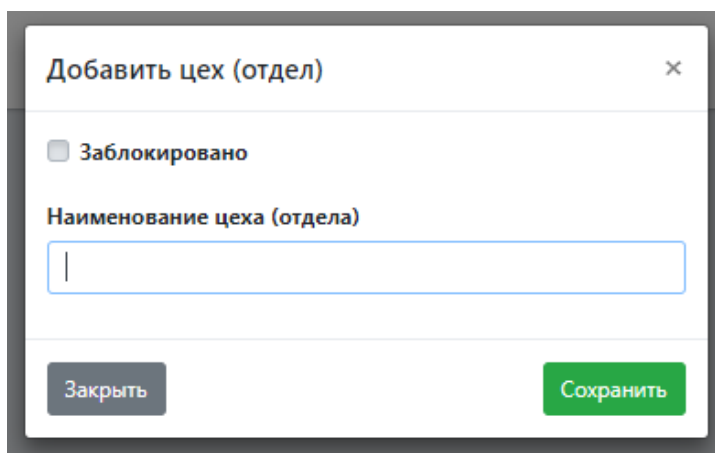 Добавить цех (отдел)
×
Заблокировано
Наименование цеха (отдела)
Закрыть
Сохранить